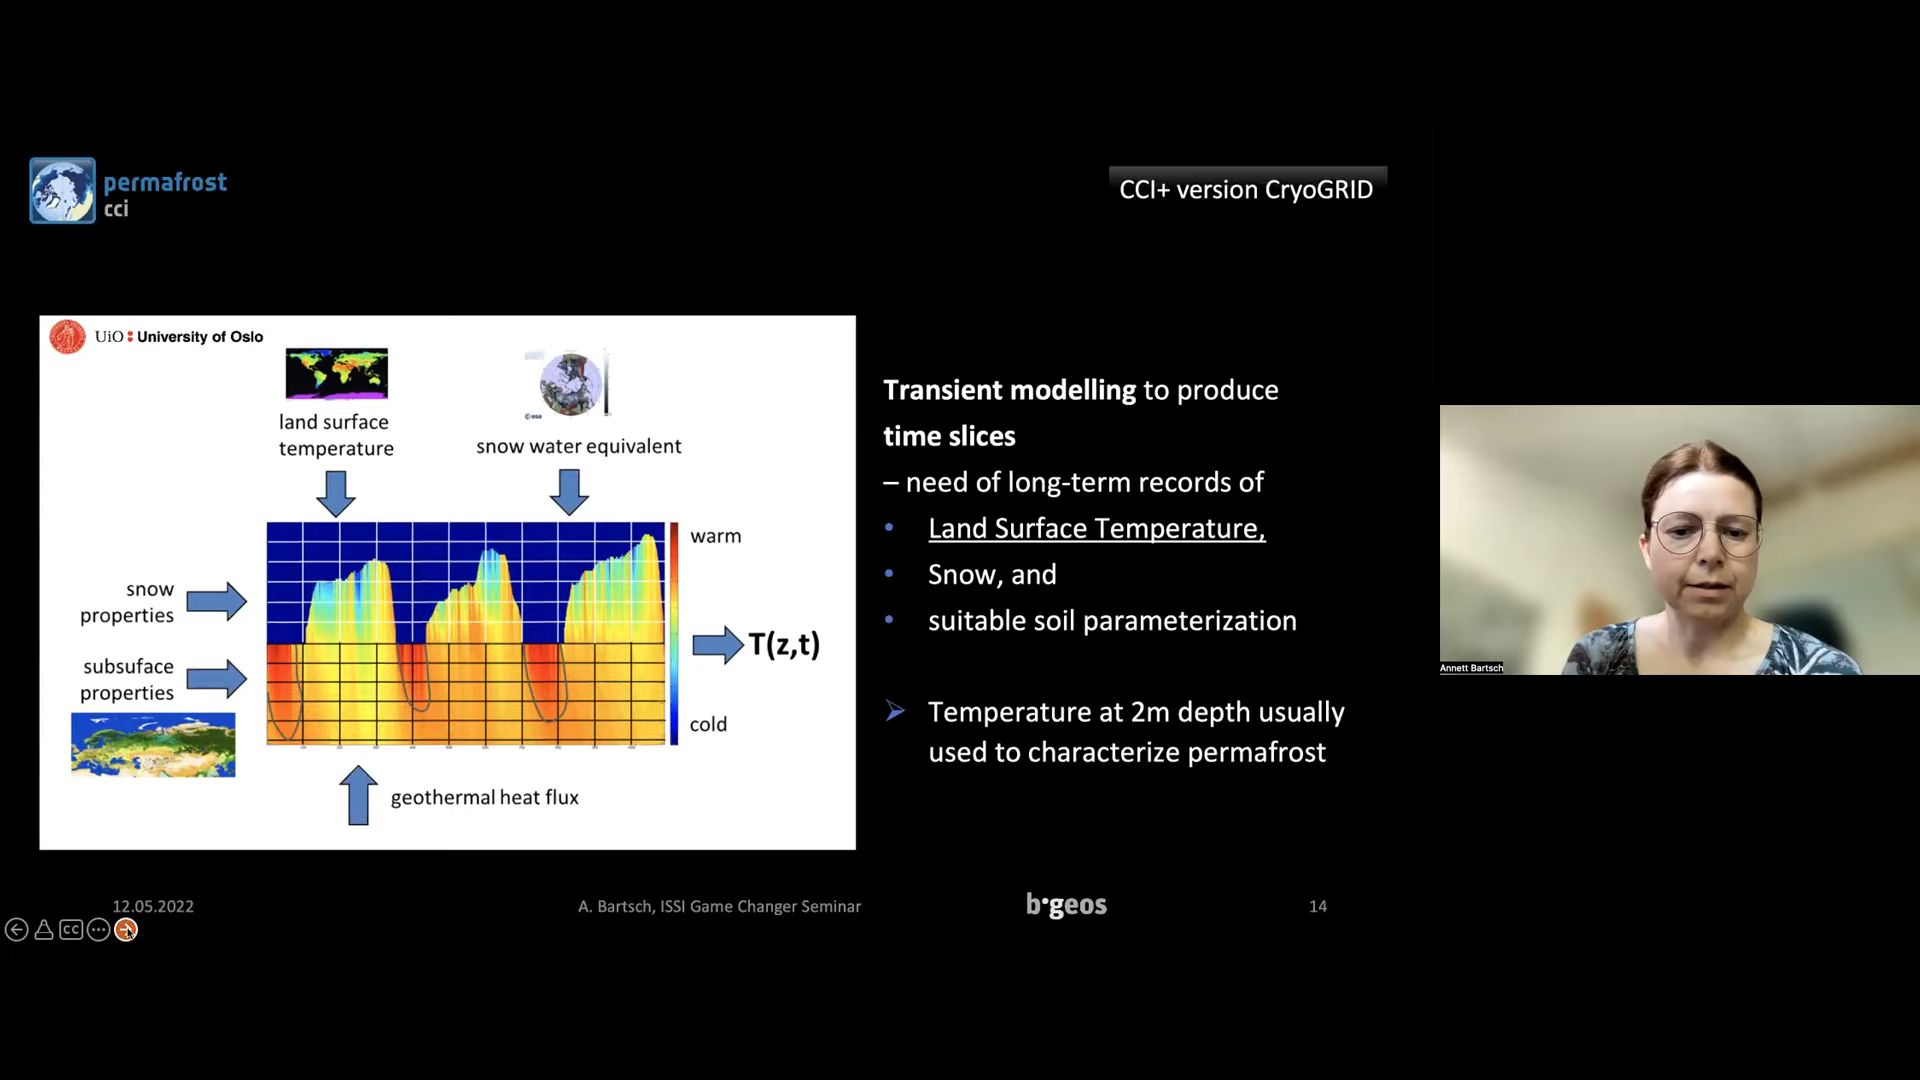 permafrost
cci
CCI+ version CryoGRID
UiO : University of Oslo
land surface
temperature
snow water equivalent
esa
snow
properties
subsuface
properties
warm
cold
T(z,t)
geothermal heat flux
Transient modelling to produce
time slices
– need of long-term records of
• Land Surface Temperature,
• Snow, and
• suitable soil parameterization
➢ Temperature at 2m depth usually
used to characterize permafrost
Annett Bartsch
12.05.2022
A. Bartsch, ISSI Game Changer Seminar
b·geos
14
CC